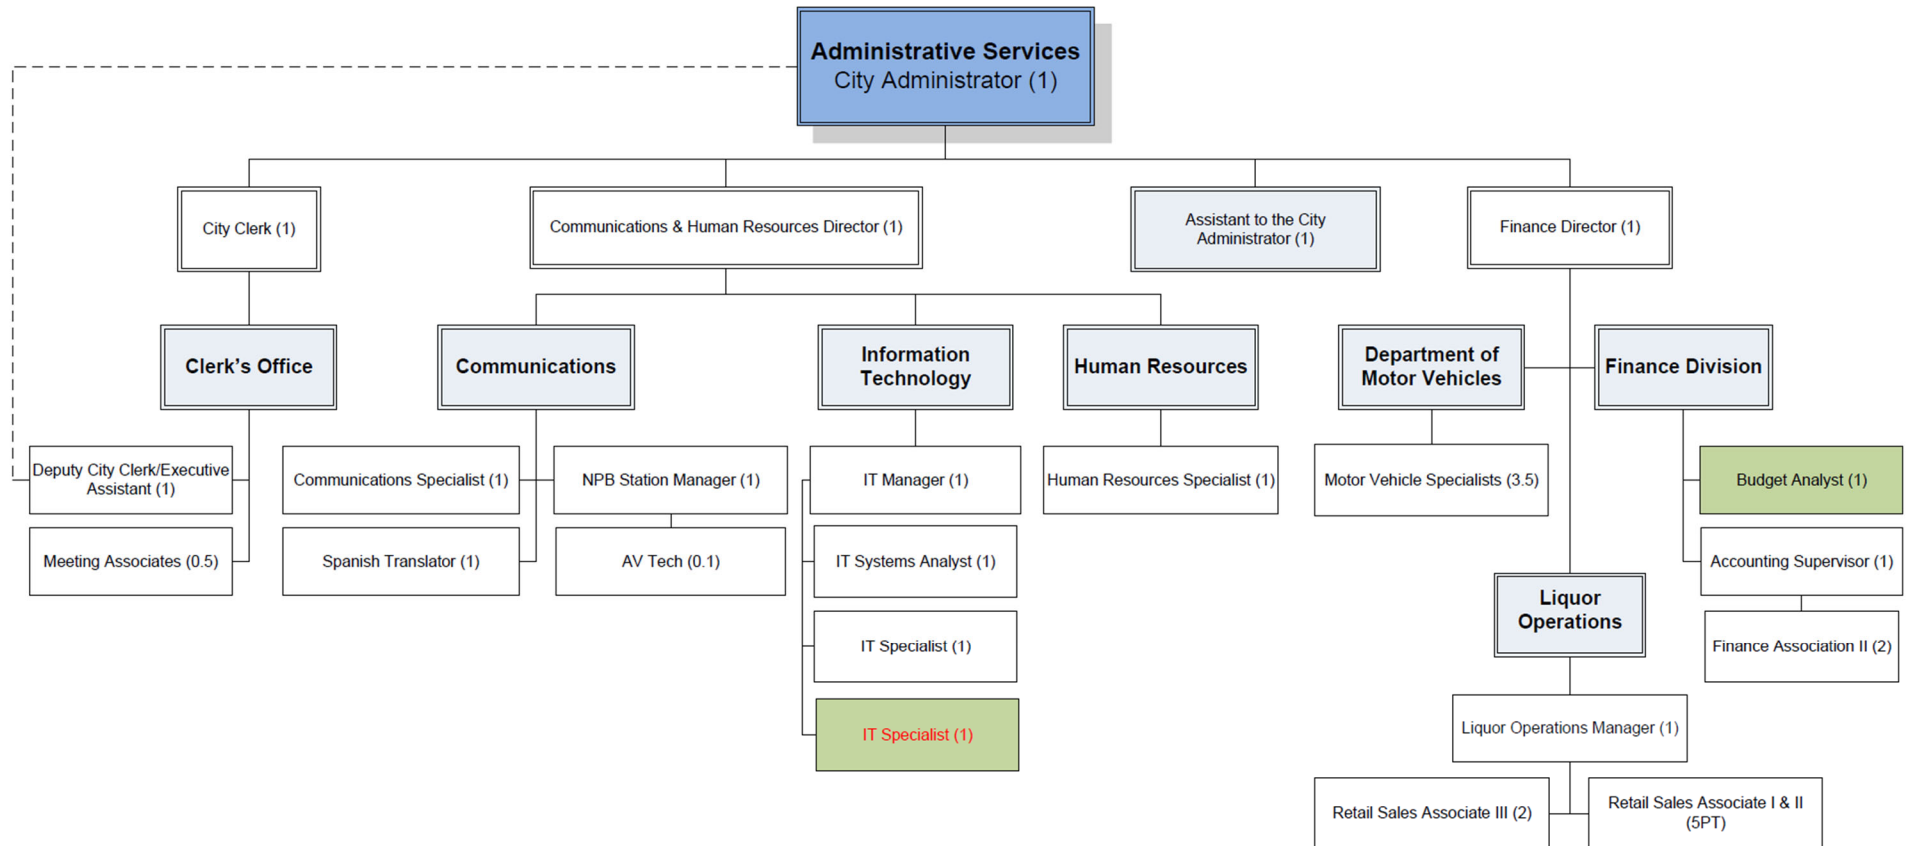 Administrative Services
City Administrator (1)
City Clerk (1)
Communications & Human Resources Director (1)
Assistant to the City
Administrator (1)
Finance Director (1)
Clerk’s Office
Communications
Information
Technology
Human Resources
Department of
Motor Vehicles
Finance Division
Deputy City Clerk/Executive
Assistant (1)
Communications Specialist (1)
NPB Station Manager (1)
IT Manager (1)
Human Resources Specialist (1)
Motor Vehicle Specialists (3.5)
Budget Analyst (1)
Meeting Associates (0.5)
Spanish Translator (1)
AV Tech (0.1)
IT Systems Analyst (1)
Accounting Supervisor (1)
Liquor
Operations
IT Specialist (1)
Finance Association II (2)
IT Specialist (1)
Liquor Operations Manager (1)
Retail Sales Associate III (2)
Retail Sales Associate I & II
(5PT)